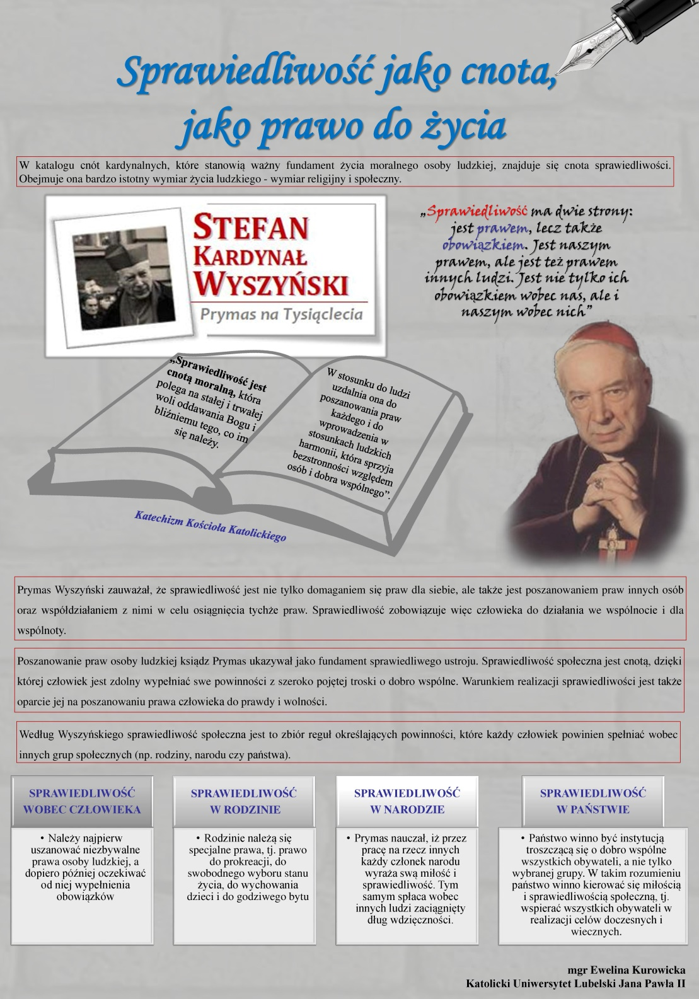 Sprawiedliwość jako cnota,
jako prawo do życia
W katalogu cnót kardynalnych, które stanowią ważny fundament życia moralnego osoby ludzkiej, znajduje się cnota sprawiedliwości.
Obejmuje ona bardzo istotny wymiar życia ludzkiego - wymiar religijny i społeczny.
STEFAN
KARDYNAŁ
WYSZYŃSKI
Prymas na Tysiąclecia
„Sprawiedliwość ma dwie strony:
jest prawem, lecz także
obowiązkiem. Jest naszym
prawem, ale jest też prawem
innych ludzi. Jest nie tylko ich
obowiązkiem wobec nas, ale i
naszym wobec nich”
„Sprawiedliwość jest
cnotą moralną, która
polega na stałej i trwałej
woli oddawania Bogu i
bliźniemu tego, co im
się należy.
W stosunku do ludzi
uzdalnia ona do
poszanowania praw
każdego i do
wprowadzenia w
stosunkach ludzkich
harmonii, która sprzyja
bezstronności względem
osób i dobra wspólnego”.
Katechizm Kościoła Katolickiego
Prymas Wyszyński zauważał, że sprawiedliwość jest nie tylko domaganiem się praw dla siebie, ale także jest poszanowaniem praw innych osób
oraz współdziałaniem z nimi w celu osiągnięcia tychże praw. Sprawiedliwość zobowiązuje więc człowieka do działania we wspólnocie i dla
wspólnoty.
Poszanowanie praw osoby ludzkiej ksiądz Prymas ukazywał jako fundament sprawiedliwego ustroju. Sprawiedliwość społeczna jest cnotą, dzięki
której człowiek jest zdolny wypełniać swe powinności z szeroko pojętej troski o dobro wspólne. Warunkiem realizacji sprawiedliwości jest także
oparcie jej na poszanowaniu prawa człowieka do prawdy i wolności.
Według Wyszyńskiego sprawiedliwość społeczna jest to zbiór reguł określających powinności, które każdy człowiek powinien spełniać wobec
innych grup społecznych (np. rodziny, narodu czy państwa).
SPRAWIEDLIWOŚĆ
WOBEC CZŁOWIEKA
• Należy najpierw
uszanować niezbywalne
prawa osoby ludzkiej, a
dopiero później oczekiwać
od niej wypełnienia
obowiązków
SPRAWIEDLIWOŚĆ
W RODZINIE
• Rodzinie należą się
specjalne prawa, tj. prawo
do prokreacji, do
swobodnego wyboru stanu
życia, do wychowania
dzieci i do godziwego bytu
SPRAWIEDLIWOŚĆ
W NARODZIE
• Prymas nauczał, iż przez
pracę na rzecz innych
każdy członek narodu
wyraża swą miłość i
sprawiedliwość. Tym
samym spłaca wobec
innych ludzi zaciągnięty
dług wdzięczności.
SPRAWIEDLIWOŚĆ
W PAŃSTWIE
• Państwo winno być instytucją
troszczącą się o dobro wspólne
wszystkich obywateli, a nie tylko
wybranej grupy. W takim rozumieniu
państwo winno kierować się miłością
i sprawiedliwością społeczną, tj.
wspierać wszystkich obywateli w
realizacji celów doczesnych i
wiecznych.
mgr Ewelina Kurowicka
Katolicki Uniwersytet Lubelski Jana Pawła II